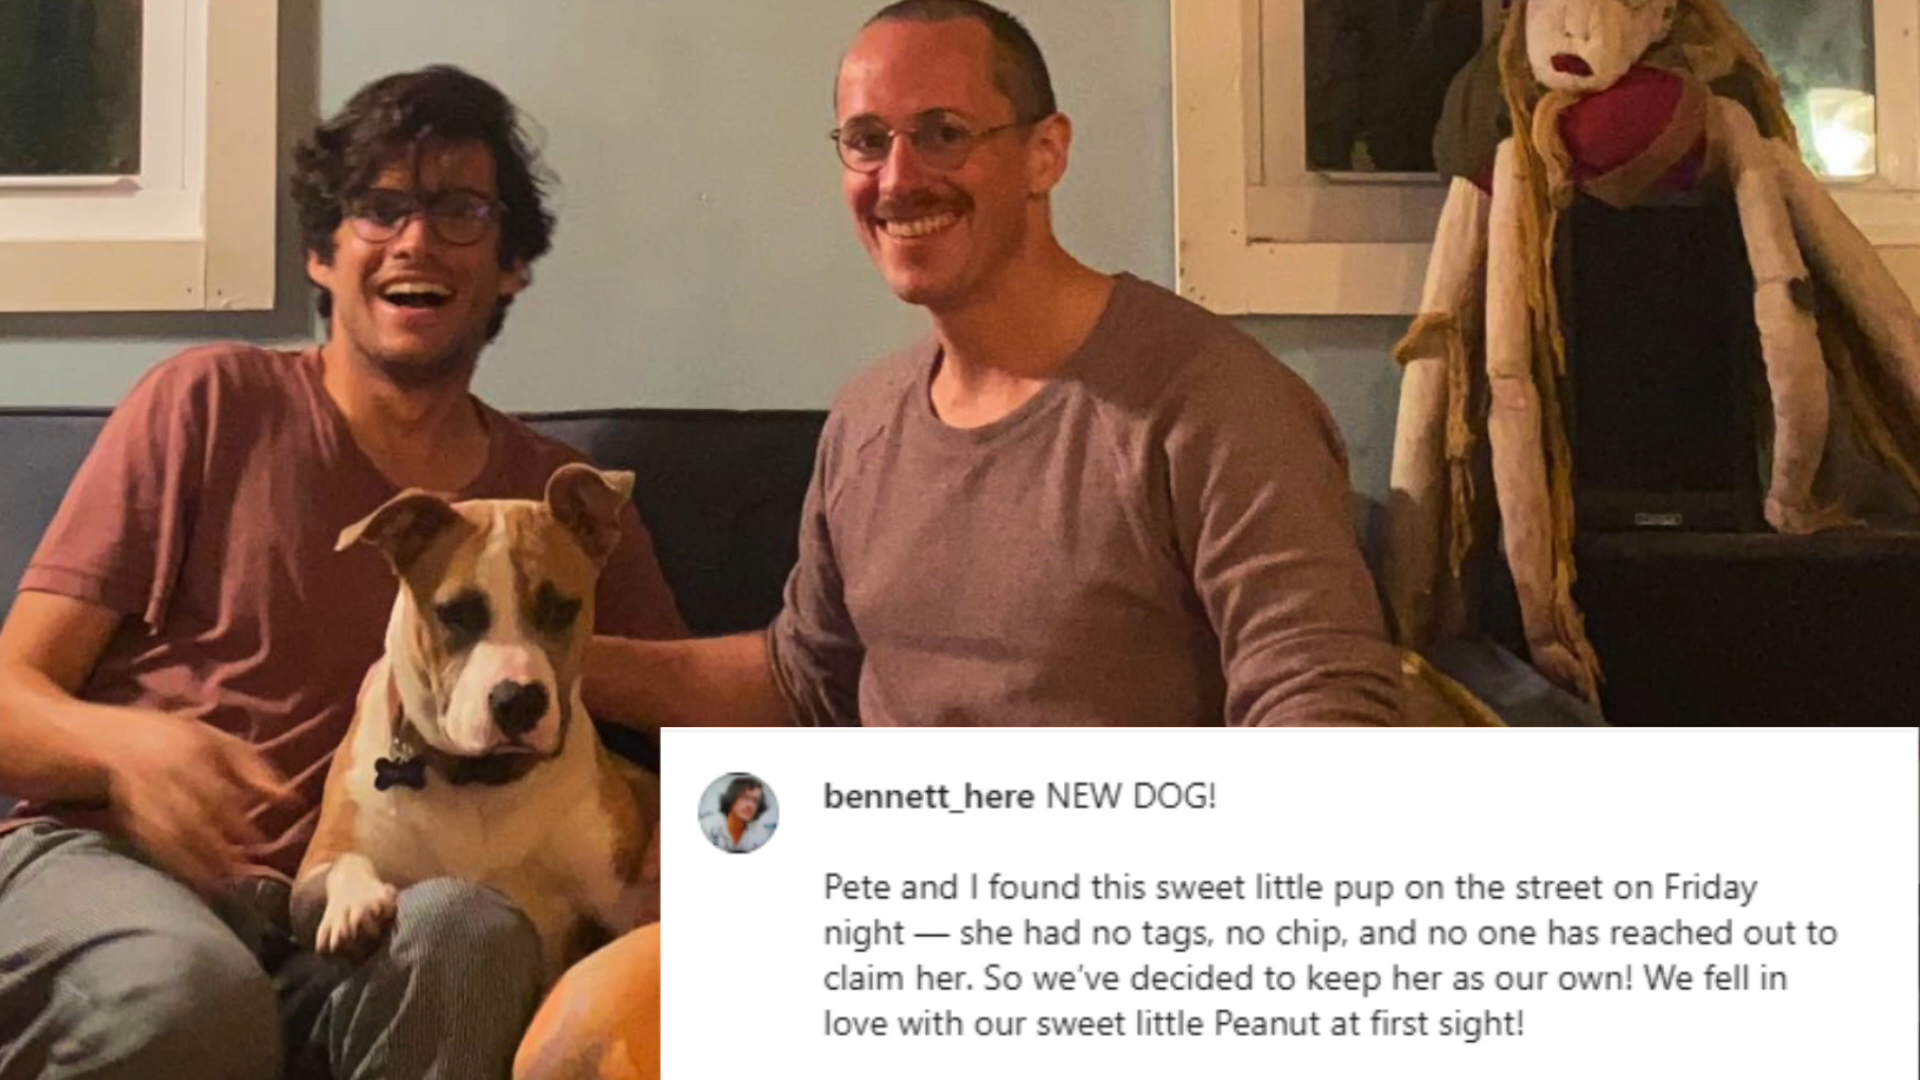 bennett_here NEW DOG!
Pete and I found this sweet little pup on the street on Friday
night — she had no tags, no chip, and no one has reached out to
claim her. So we've decided to keep her as our own! We fell in
love with our sweet little Peanut at first sight!